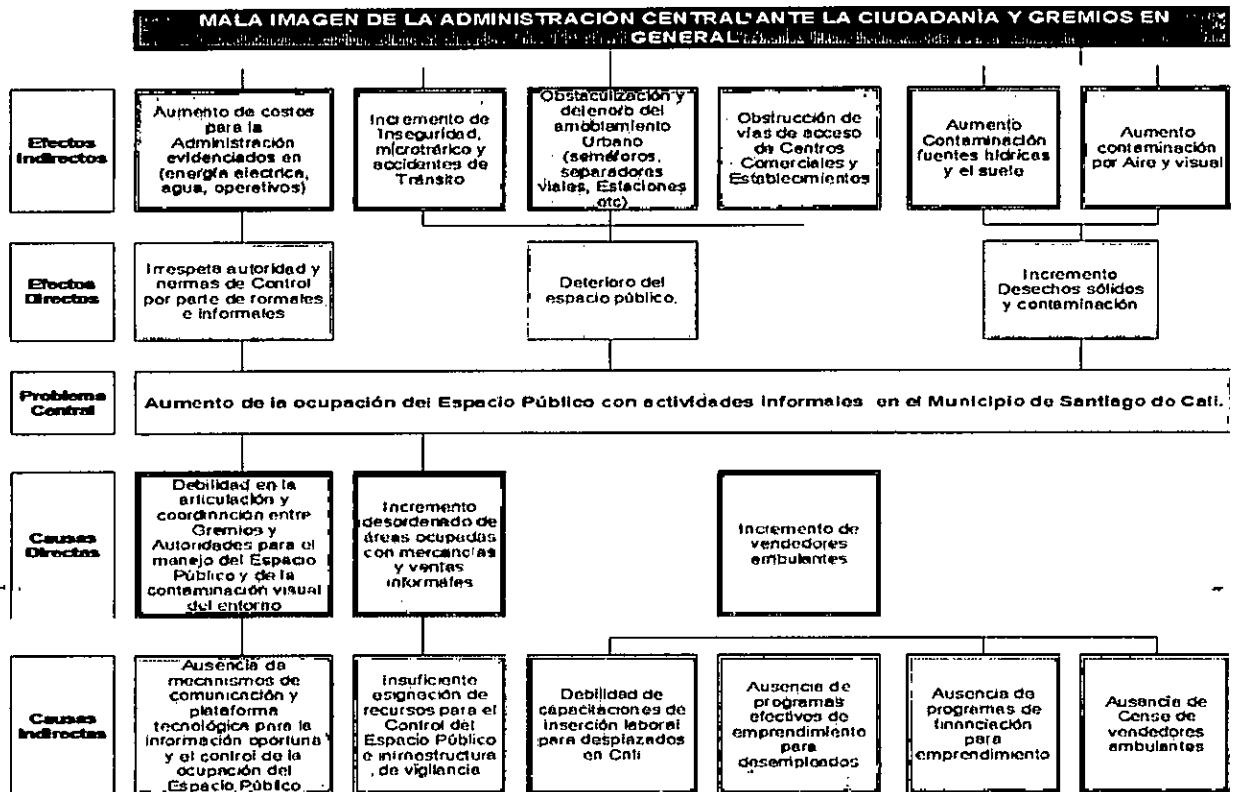 MALA IMAGEN DE LA ADMINISTRACIÓN CENTRAL ANTE LA CIUDADANÍA Y GREMIOS EN
GENERAL
Efectos
Indirectos
Aumento de costos
para la
Administración
evidenciados en
(energía eléctrica,
agua, operativos)
Incremento de
Inseguridad,
microtráfico y
accidentes de
Tránsito
Obstaculización y
deterioro del
amoblamiento
Urbano
(semáforos,
separadores
viales, Estaciones
etc)
Obstrucción de
vías de acceso
de Centros
Comerciales y
Establecimientos
Aumento
Contaminación
fuentes hídricas
y el suelo
Aumento
contaminación
por Aire y visual
Efectos
Directos
Irrespeto autoridad y
normas de Control
por parte de formales
e informales
Deterioro del
espacio público.
Incremento
Desechos sólidos
y contaminación
Problema
Central
Aumento de la ocupación del Espacio Público con actividades informales en el Municipio de Santiago de Cali.
Causas
Directas
Debilidad en la
articulación y
coordinación entre
Gremios y
Autoridades para el
manejo del Espacio
Público y de la
contaminación visual
del entorno
Incremento
desordenado de
áreas ocupadas
con mercancías
y ventas
informales
Incremento de
vendedores
ambulantes
Causas
Indirectas
Ausencia de
mecanismos de
comunicación y
plataforma
tecnológica para la
información oportuna
y el control de la
ocupación del
Espacio Público
Insuficiente
asignación de
recursos para el
Control del
Espacio Público
e infraestructura
de vigilancia
Debilidad de
capacitaciones de
inserción laboral
para desplazados
en Cali
Ausencia de
programas
efectivos de
emprendimiento
para
desempleados
Ausencia de
programas de
financiación
para
emprendimiento
Ausencia de
Censo de
vendedores
ambulantes